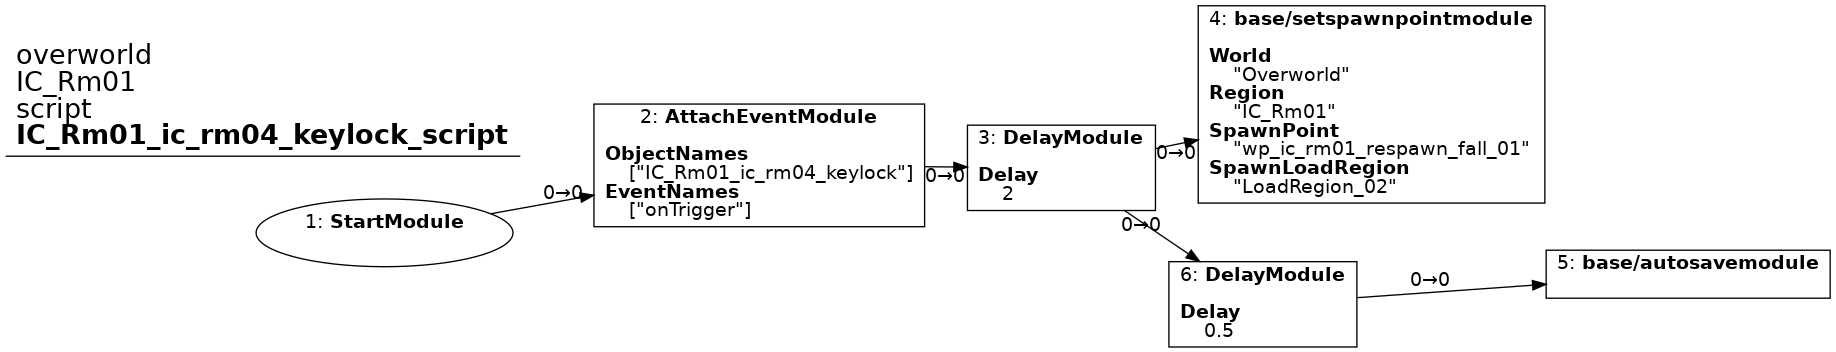 overworld
IC_Rm01
script
IC_Rm01_ic_rm04_keylock_script
1: StartModule
0→0
2: AttachEventModule
ObjectNames
["IC_Rm01_ic_rm04_keylock"]
EventNames
["onTrigger"]
0→0
3: DelayModule
Delay
2
0→0
4: base/setspawnpointmodule
World
"Overworld"
Region
"IC_Rm01"
SpawnPoint
"wp_ic_rm01_respawn_fall_01"
SpawnLoadRegion
"LoadRegion_02"
0→0
6: DelayModule
Delay
0.5
0→0
5: base/autosavemodule